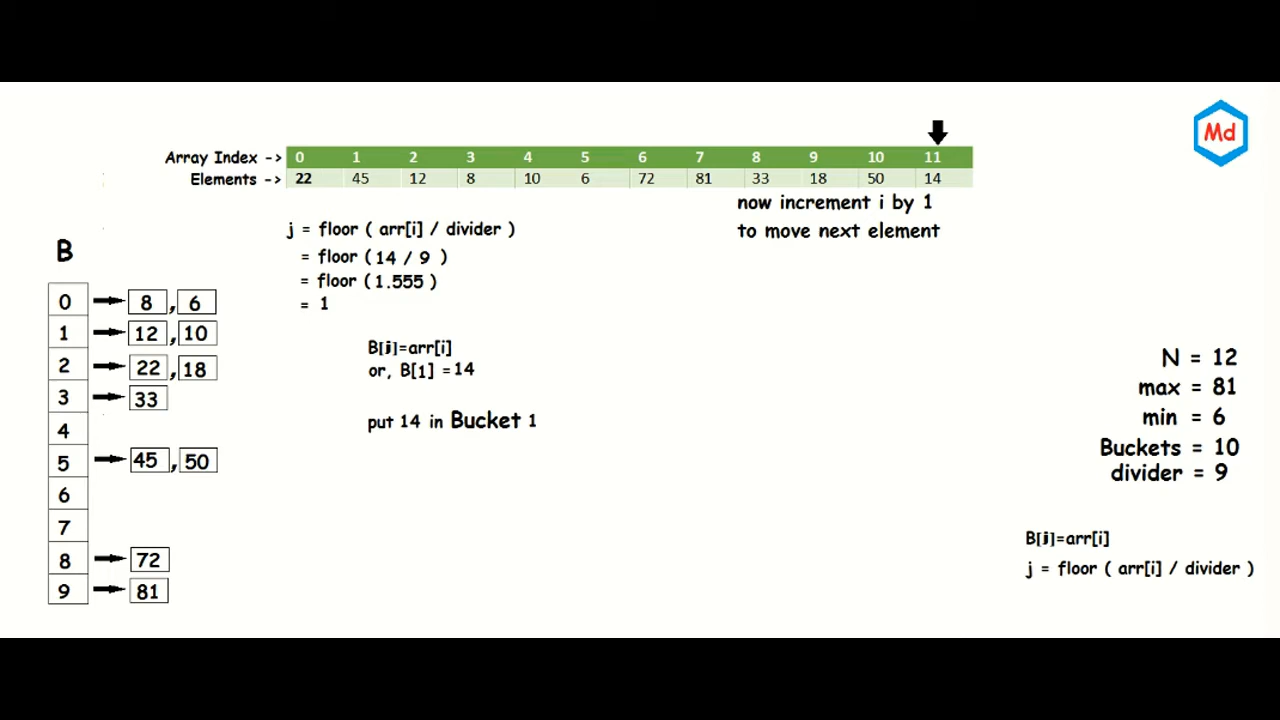 Md
Array Index -> 0 1 2 3 4 5 6 7 8 9 10 11
Elements -> 22 45 12 8 10 6 72 81 33 18 50 14
now increment i by 1
to move next element
j = floor ( arr[i] / divider )
= floor ( 14 / 9 )
= floor ( 1.555 )
= 1
B[j]=arr[i]
or, B[1] =14
put 14 in Bucket 1
B
0 8 , 6
1 12 , 10
2 22 , 18
3 33
4
5 45 , 50
6
7
8 72
9 81
N = 12
max = 81
min = 6
Buckets = 10
divider = 9
B[j]=arr[i]
j = floor ( arr[i] / divider )